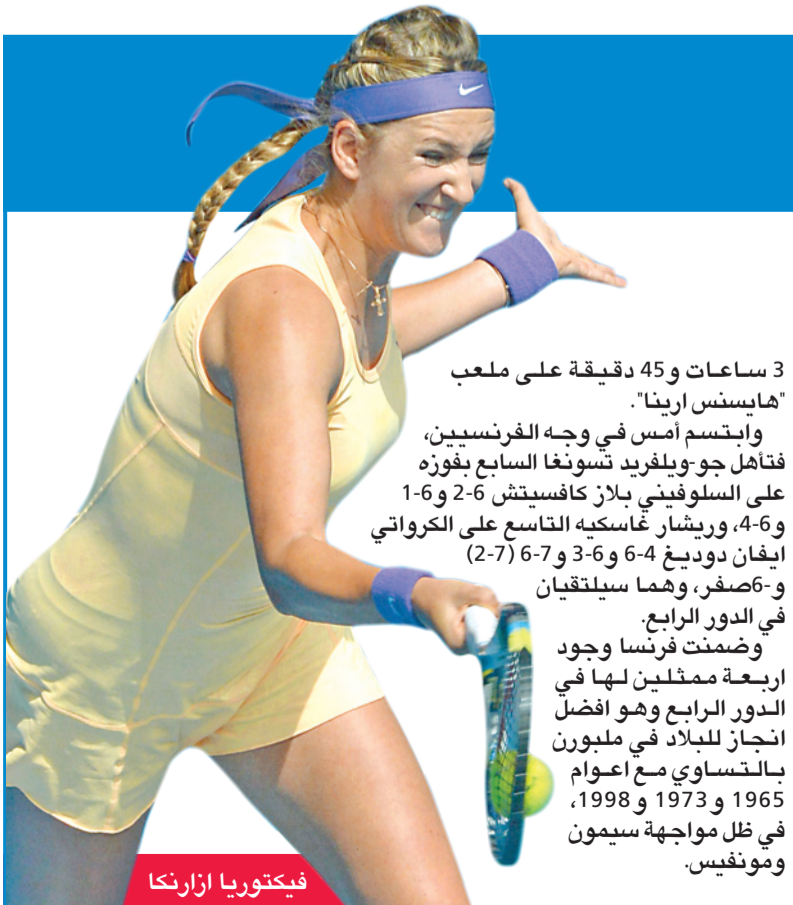 3 ساعات و45 دقيقة على ملعب
"هايسنس ارينا".
وابتسم أمس في وجه الفرنسيين،
فتأهل جو-ويلفريد تسونغا السابع بفوزه
على السلوفيني بلاز كافسيتش 6-2 و6-1
و6-4، وريشار غاسكيه التاسع على الكرواتي
ايفان دوديغ 4-6 و6-3 و7-6 (7-2)
و-6صفر، وهما سيلتقيان
في الدور الرابع.
وضمنت فرنسا وجود
اربعة ممثلين لها في
الدور الرابع وهو افضل
انجاز للبلاد في ملبورن
بالتساوي مع اعوام
1965 و1973 و1998،
في ظل مواجهة سيمون
ومونفيس.
فيكتوريا ازارنكا